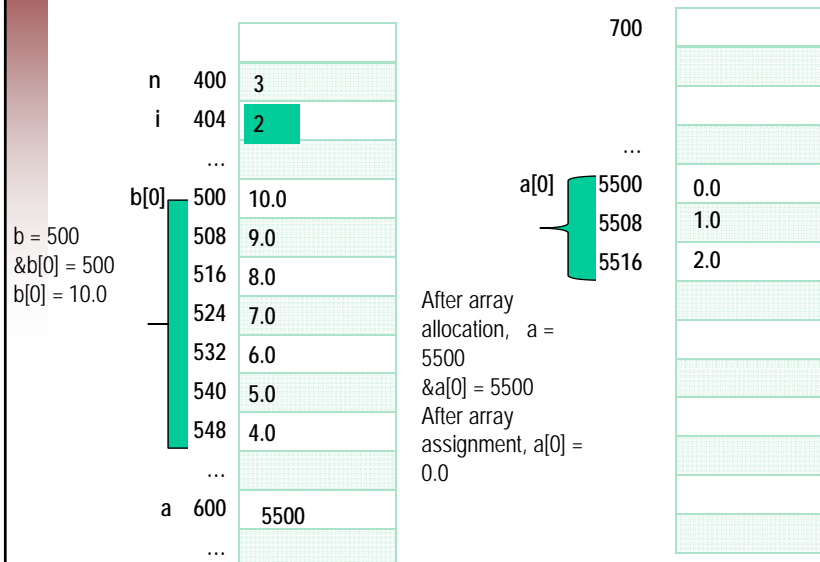 n 400 3
i 404 2
...
b[0] 500 10.0
508 9.0
516 8.0
524 7.0
532 6.0
540 5.0
548 4.0
...
a 600 5500
...
b = 500
&b[0] = 500
b[0] = 10.0
700
...
a[0] 5500 0.0
5508 1.0
5516 2.0
After array
allocation, a =
5500
&a[0] = 5500
After array
assignment, a[0] =
0.0